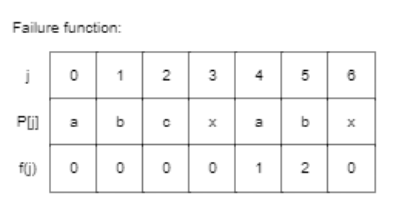 Failure function:
j 0 1 2 3 4 5 6
P[j] a b c x a b x
f(j) 0 0 0 0 1 2 0